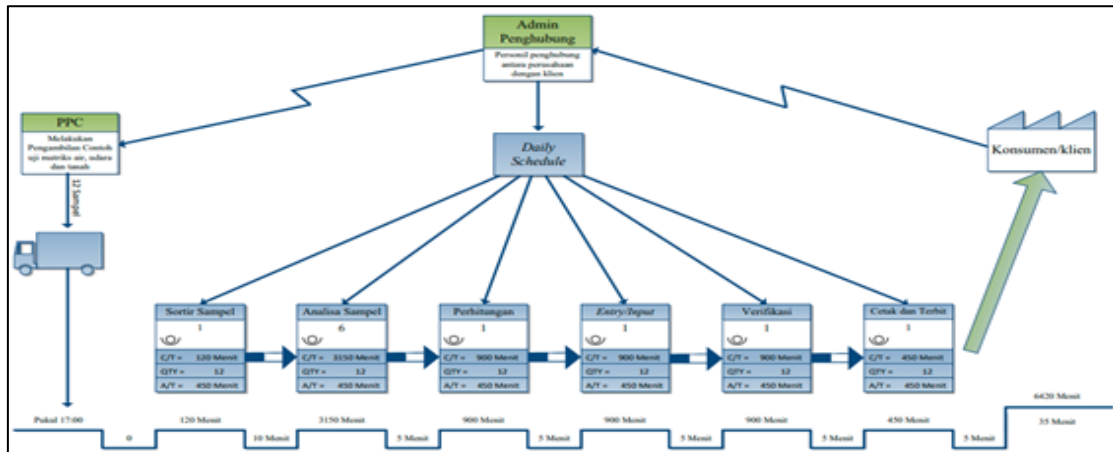 Admin
Penghubung
Personil penghubung
antara perusahaan
dengan klien
PPC
Melakukan
Pengambilan Contoh
uji matriks air, udara
dan tanah
12 Sampel
Daily
Schedule
Konsumen/klien
Sortir Sampel
1
C/T = 120 Menit
QTY = 12
A/T = 450 Menit
Analisa Sampel
6
C/T = 3150 Menit
QTY = 12
A/T = 450 Menit
Perhitungan
1
C/T = 900 Menit
QTY = 12
A/T = 450 Menit
Entry/Input
1
C/T = 900 Menit
QTY = 12
A/T = 450 Menit
Verifikasi
1
C/T = 900 Menit
QTY = 12
A/T = 450 Menit
Cetak dan Terbit
1
C/T = 450 Menit
QTY = 12
A/T = 450 Menit
Pukul 17:00
0
120 Menit
10 Menit
3150 Menit
5 Menit
900 Menit
5 Menit
900 Menit
5 Menit
900 Menit
5 Menit
450 Menit
5 Menit
6420 Menit
35 Menit